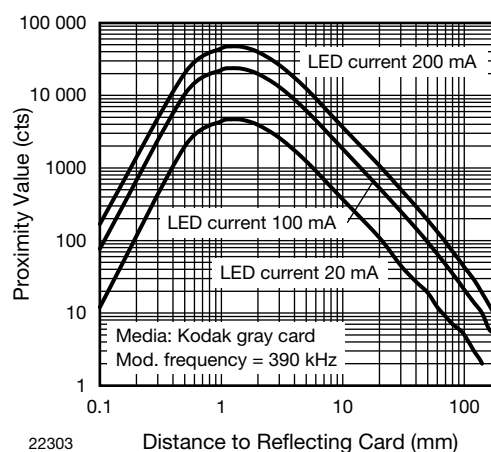 Proximity Value (cts)
100 000
10 000
1000
100
10
1
LED current 200 mA
LED current 100 mA
LED current 20 mA
Media: Kodak gray card
Mod. frequency = 390 kHz
0.1
1
10
100
22303
Distance to Reflecting Card (mm)